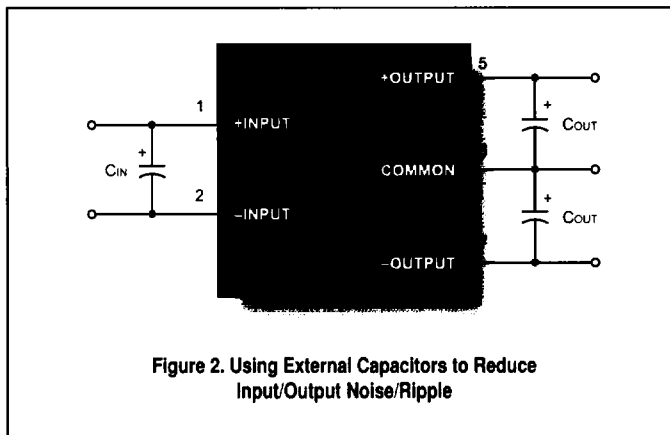 5
+OUTPUT
1
+INPUT
+
COUT
+
CIN
COMMON
2
-INPUT
+
COUT
-OUTPUT
Figure 2. Using External Capacitors to Reduce
Input/Output Noise/Ripple